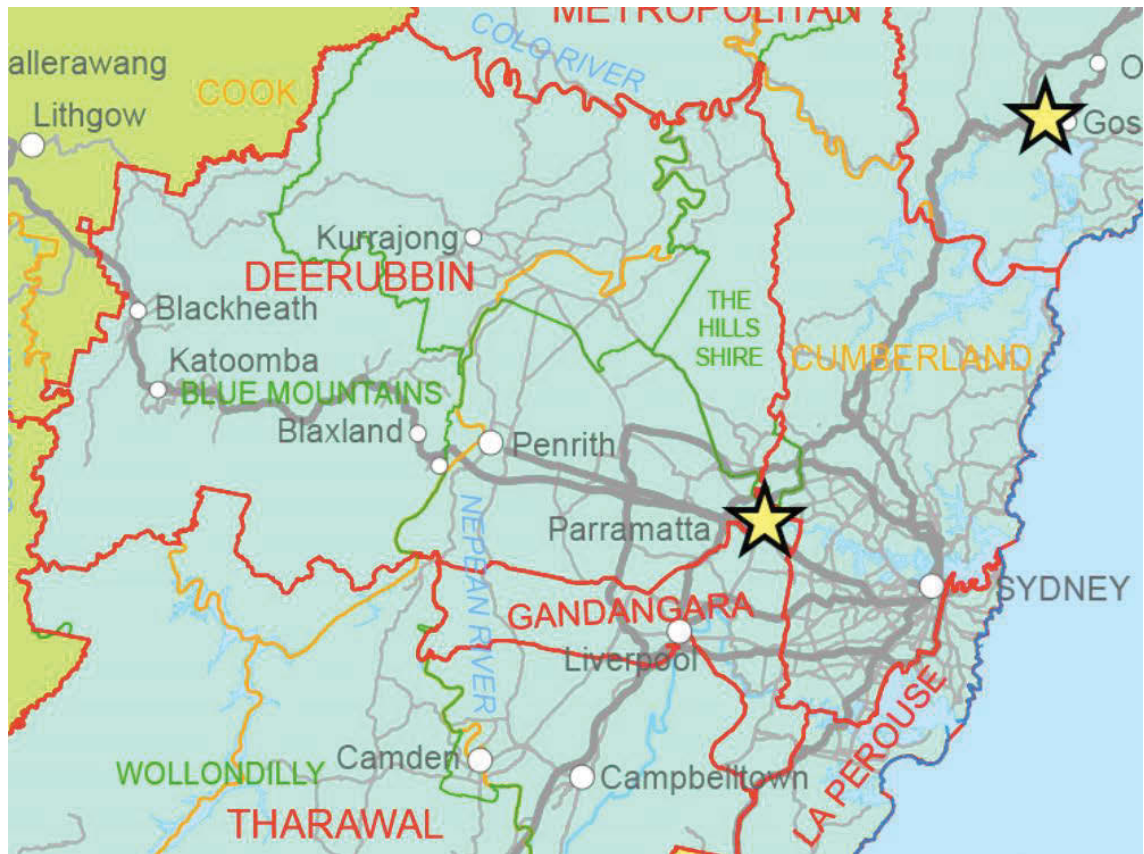 METROPOLITAN
COLO RIVER
allerawang
O
COOK
Lithgow
Gos
Kurrajong
DEERUBBIN
Blackheath
THE
HILLS
SHIRE
CUMBERLAND
Katoomba
BLUE MOUNTAINS
Blaxland
Penrith
NEPEAN RIVER
Parramatta
SYDNEY
GANDANGARA
Liverpool
LA PEROUSE
Camden
WOLLONDILLY
Campbelltown
THARAWAL